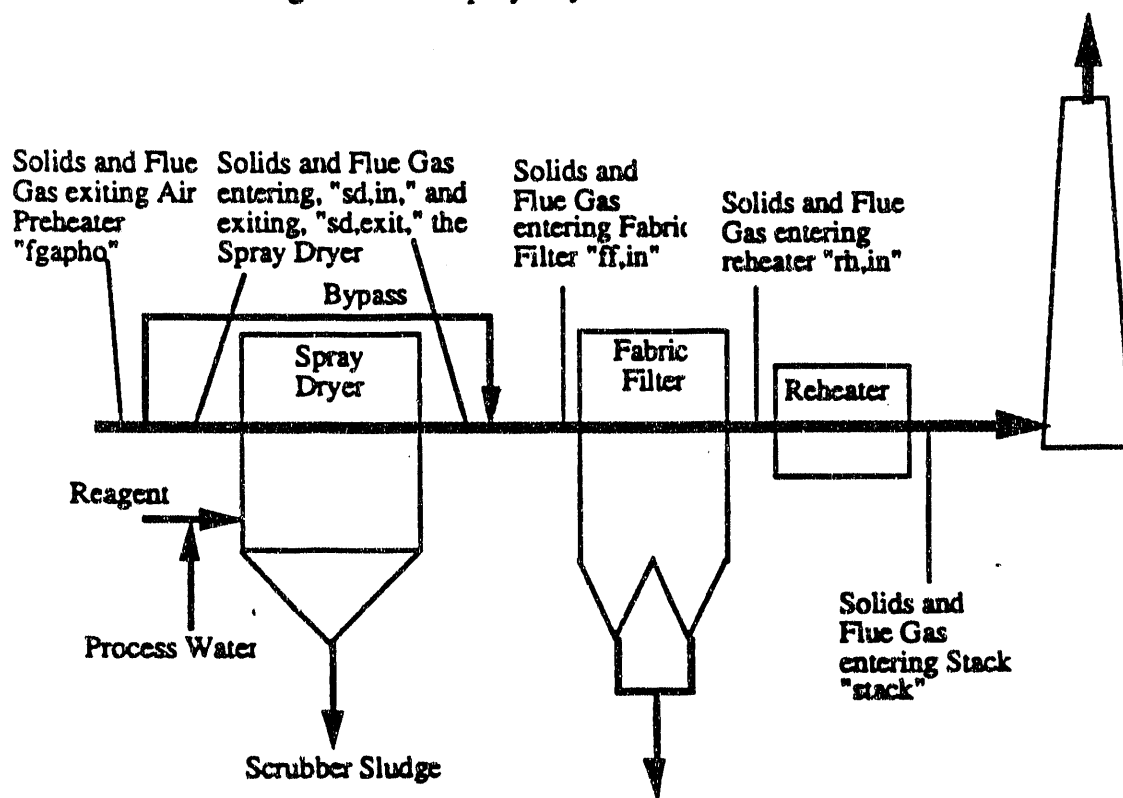 Solids and Flue
Gas exiting Air
Preheater
"fgapho"
Solids and Flue Gas
entering, "sd,in," and
exiting, "sd,exit," the
Spray Dryer
Solids and
Flue Gas
entering Fabric
Filter "ff,in"
Solids and Flue
Gas entering
reheater "rh,in"
Bypass
Spray
Dryer
Fabric
Filter
Reheater
Reagent
Process Water
Scrubber Sludge
Solids and
Flue Gas
entering Stack
"stack"